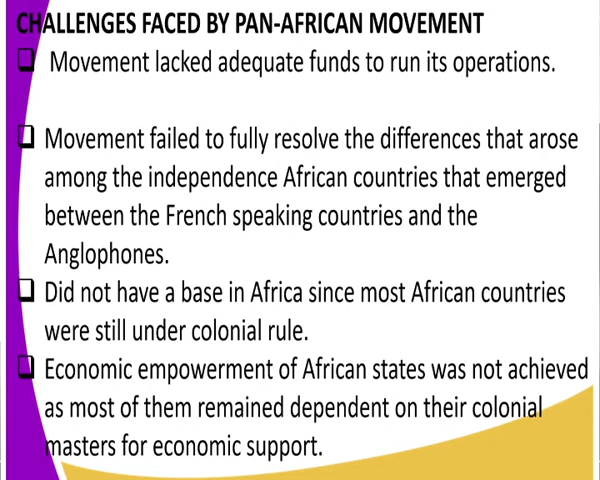 CHALLENGES FACED BY PAN-AFRICAN MOVEMENT
❑ Movement lacked adequate funds to run its operations.
❑ Movement failed to fully resolve the differences that arose
among the independence African countries that emerged
between the French speaking countries and the
Anglophones.
❑ Did not have a base in Africa since most African countries
were still under colonial rule.
❑ Economic empowerment of African states was not achieved
as most of them remained dependent on their colonial
masters for economic support.